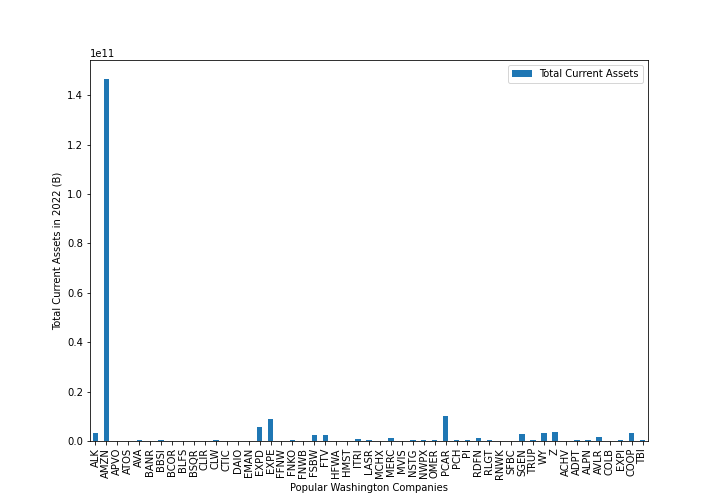 1e11
Total Current Assets
1.4
1.2
1.0
0.8
0.6
0.4
0.2
0.0
Total Current Assets in 2022 (B)
ALK
AMZN
APVO
ATOS
AVA
BANR
BBSI
BCOR
BLFS
BSQR
CLIR
CLW
CTIC
DAIO
EMAN
EXPD
EXPE
FFNW
FNKO
FNWB
FSBW
FTV
HFWA
HMST
ITRI
LASR
MCHX
MERC
MVIS
NSTG
NWPX
OMER
PCAR
PCH
PI
RDFN
RLGT
RNWK
SFBC
SGEN
TRUP
WY
Z
ACHV
ADPT
ALPN
AVLR
COLB
EXPI
COOP
TBI
Popular Washington Companies